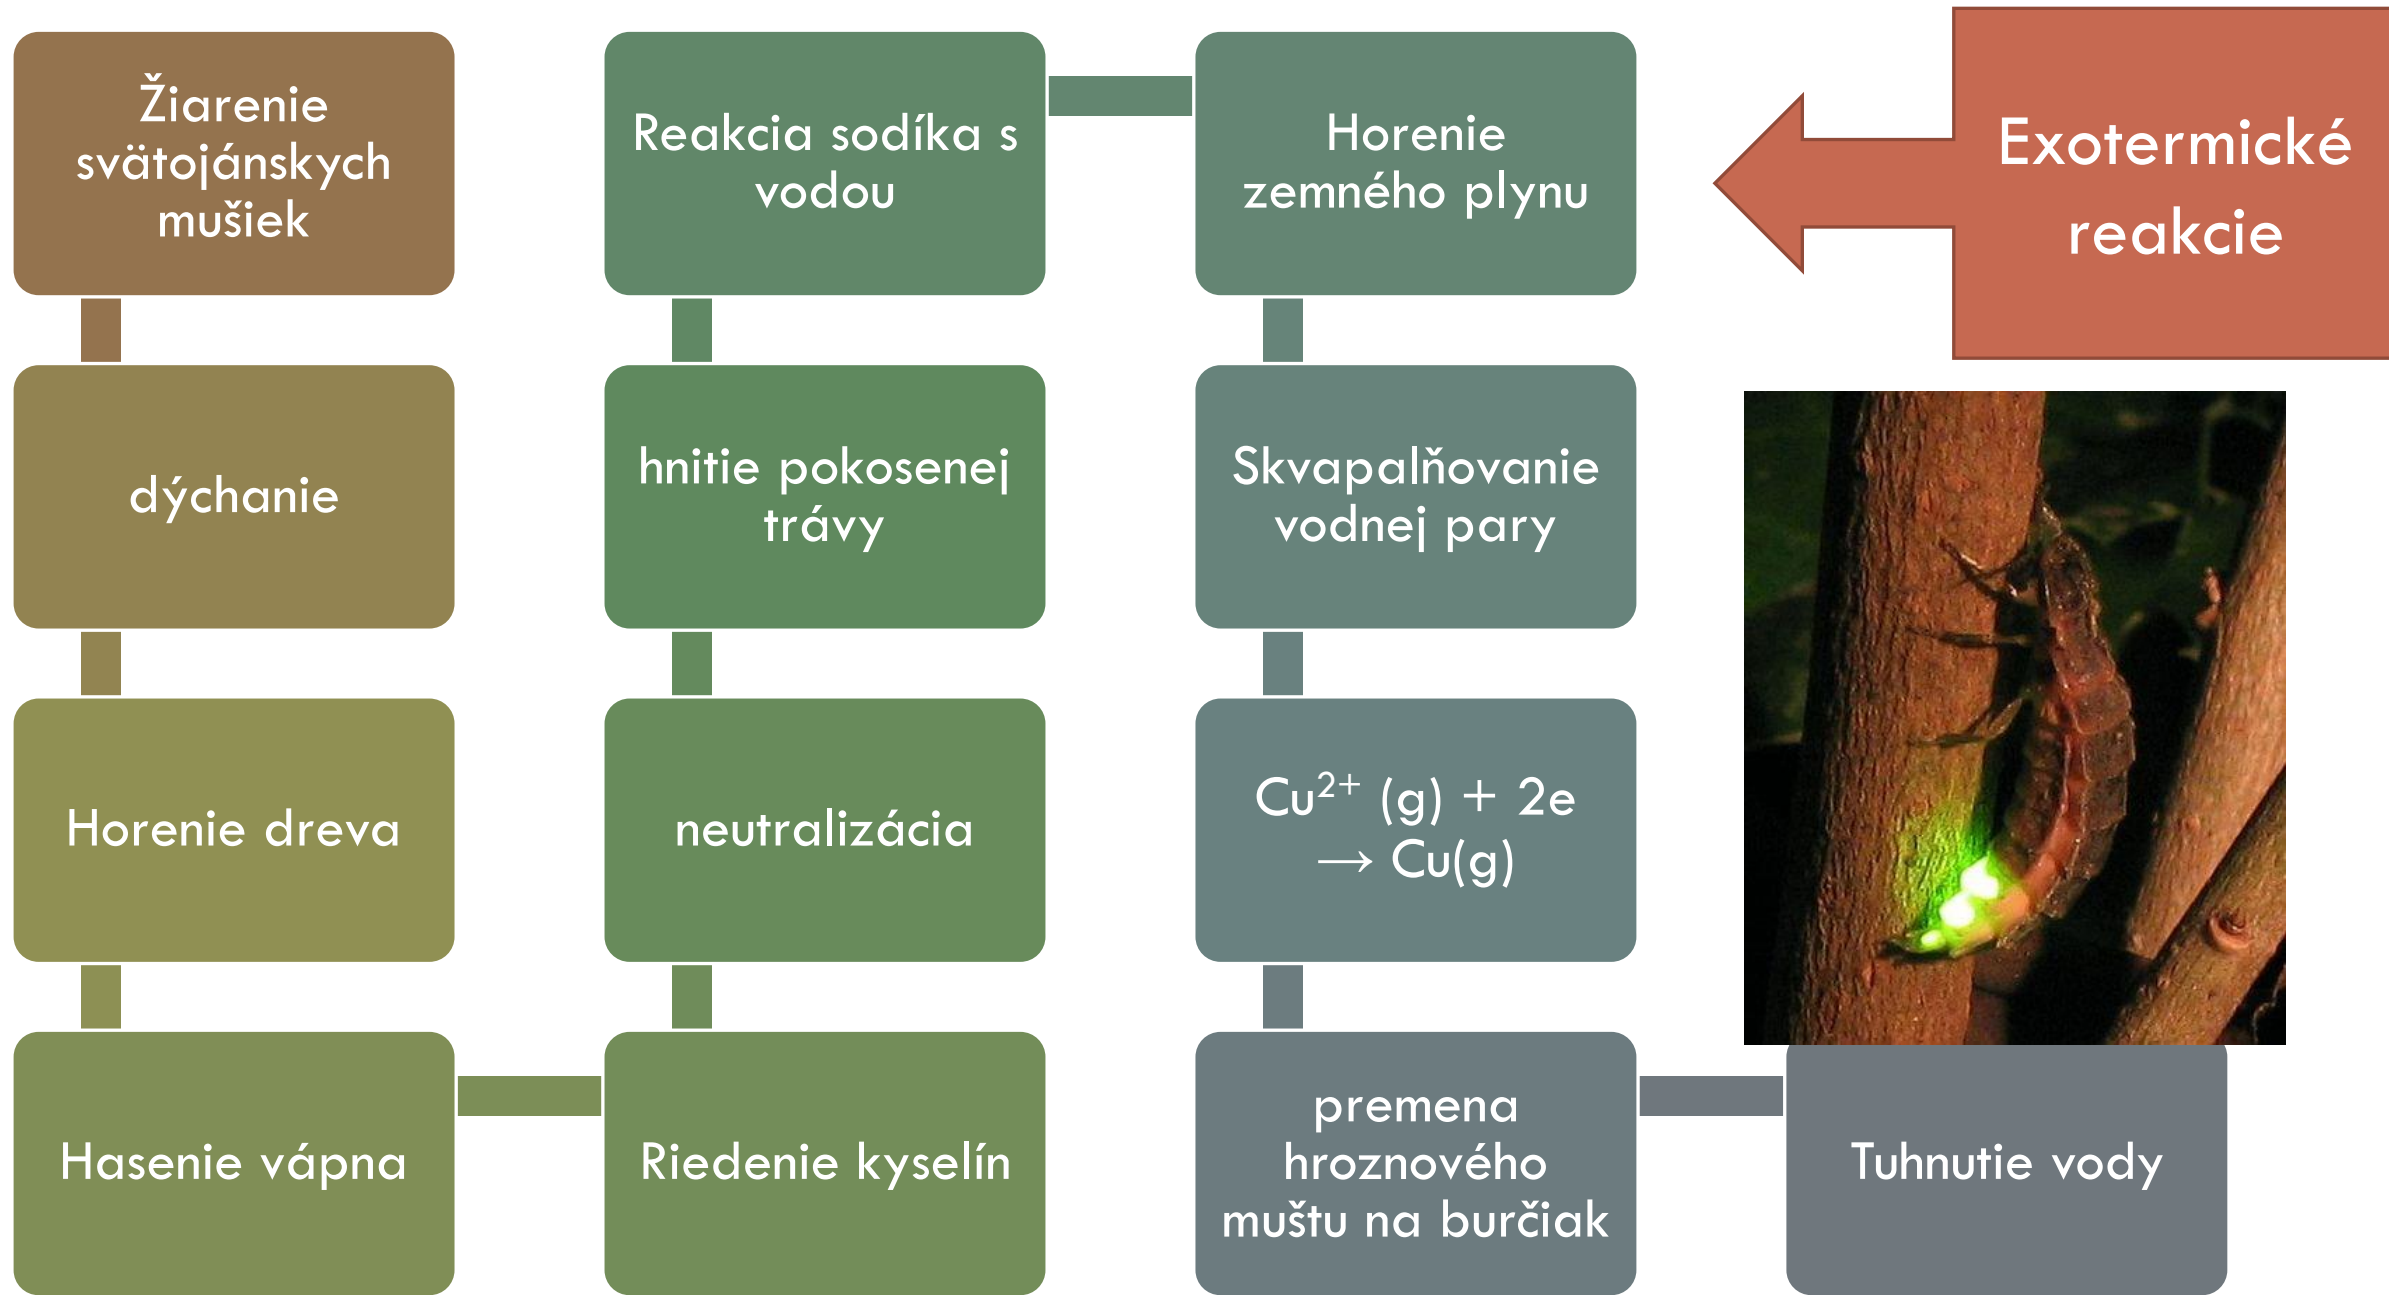 Žiarenie
svätojánskych
mušiek
dýchanie
Horenie dreva
Hasenie vápna
Riedenie kyselín
neutralizácia
hnitie pokosenej
trávy
Reakcia sodíka s
vodou
Horenie
zemného plynu
Skvapalňovanie
vodnej pary
Cu²⁺ (g) + 2e
→ Cu(g)
premena
hroznového
muštu na burčiak
Tuhnutie vody
Exotermické
reakcie